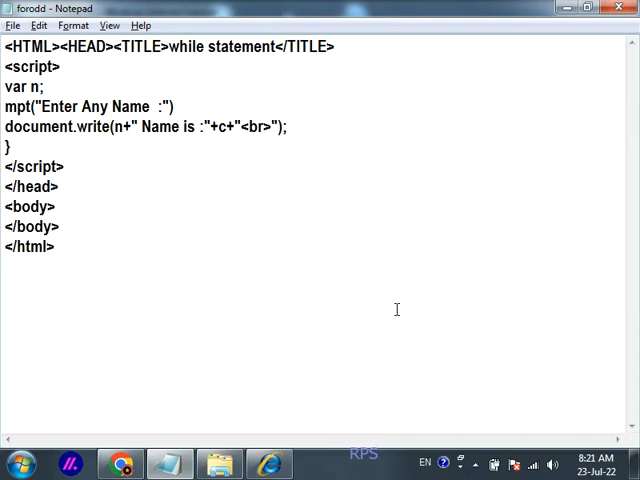 forodd - Notepad
File Edit Format View Help
<HTML><HEAD><TITLE>while statement</TITLE>
<script>
var n;
mpt("Enter Any Name  :")
document.write(n+" Name is :"+c+"<br>");
}
</script>
</head>
<body>
</body>
</html>
RPS
EN
8:21 AM
23-Jul-22